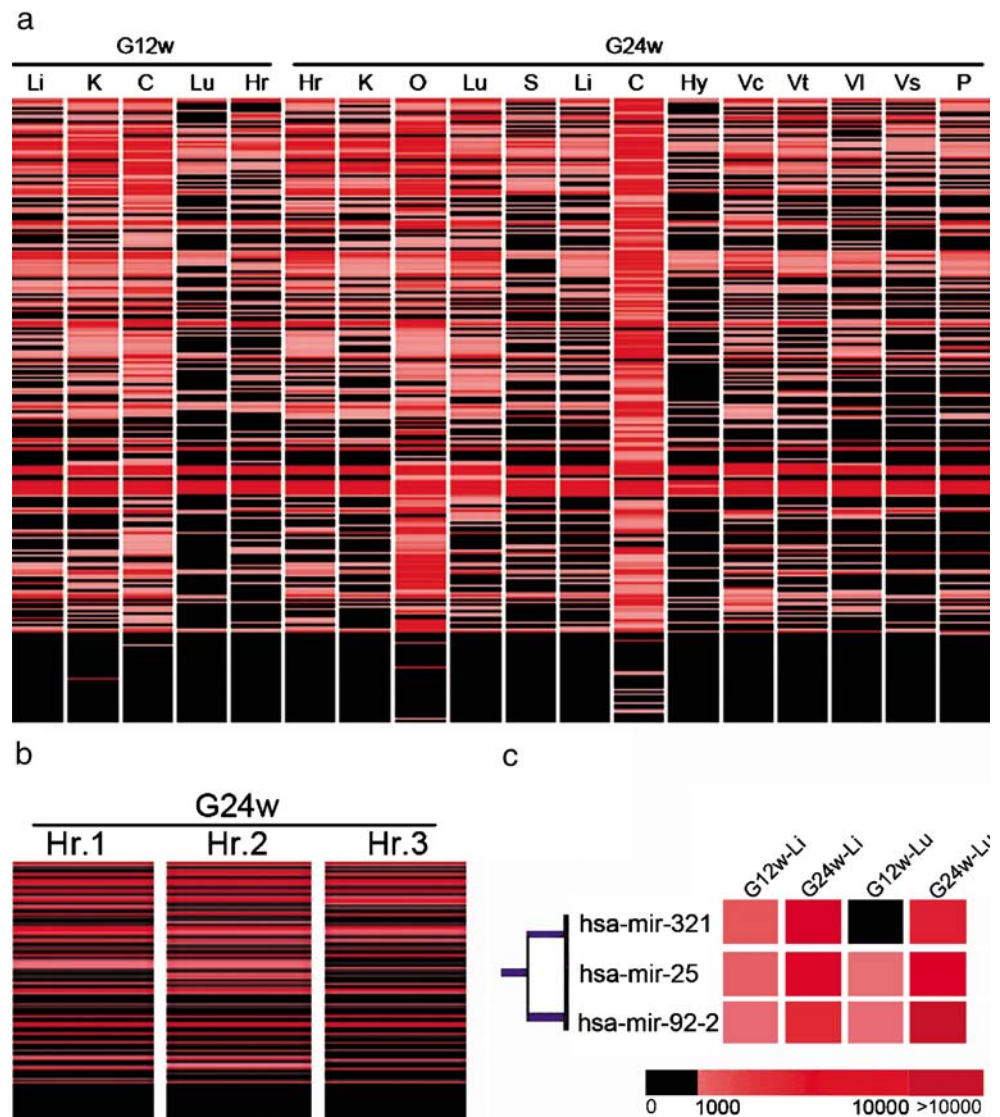 a
G12w G24w
Li K C Lu Hr Hr K O Lu S Li C Hy Vc Vt Vl Vs P
b
G24w
Hr.1 Hr.2 Hr.3
c
G12w-Li G24w-Li G12w-Lu G24w-Lu
hsa-mir-321
hsa-mir-25
hsa-mir-92-2
0 1000 10000 >10000